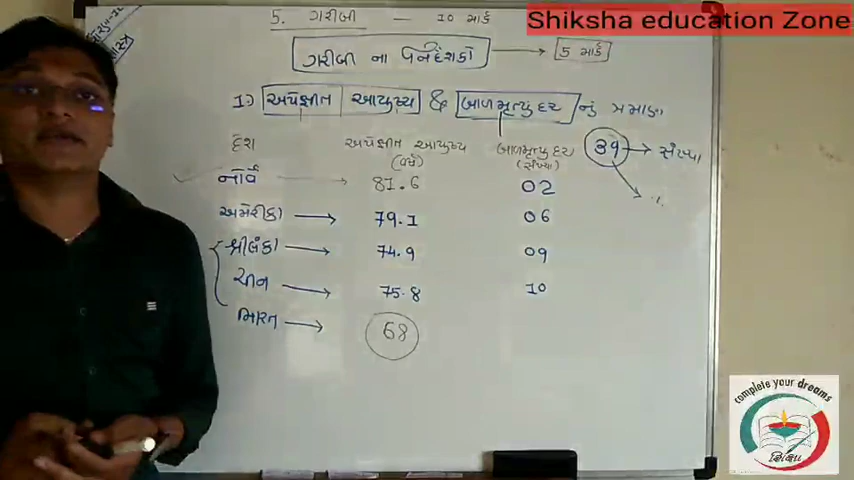 Shiksha education Zone
5. ગરીબી — 10 માર્ક
ગરીબી ના નિર્દેશકો → 5 માર્ક
1) અપેક્ષીત આયુષ્ય & બાળમૃત્યુદર નું પ્રમાણ
દેશ અપેક્ષીત આયુષ્ય બાળમૃત્યુદર 39 → સંખ્યા
(વર્ષ) (સંખ્યા)
નોર્વે → 81.6 02
અમેરીકા → 79.1 06
શ્રીલંકા → 74.9 09
ચીન → 75.8 10
ભારત → 68
complete your dreams
શિક્ષા